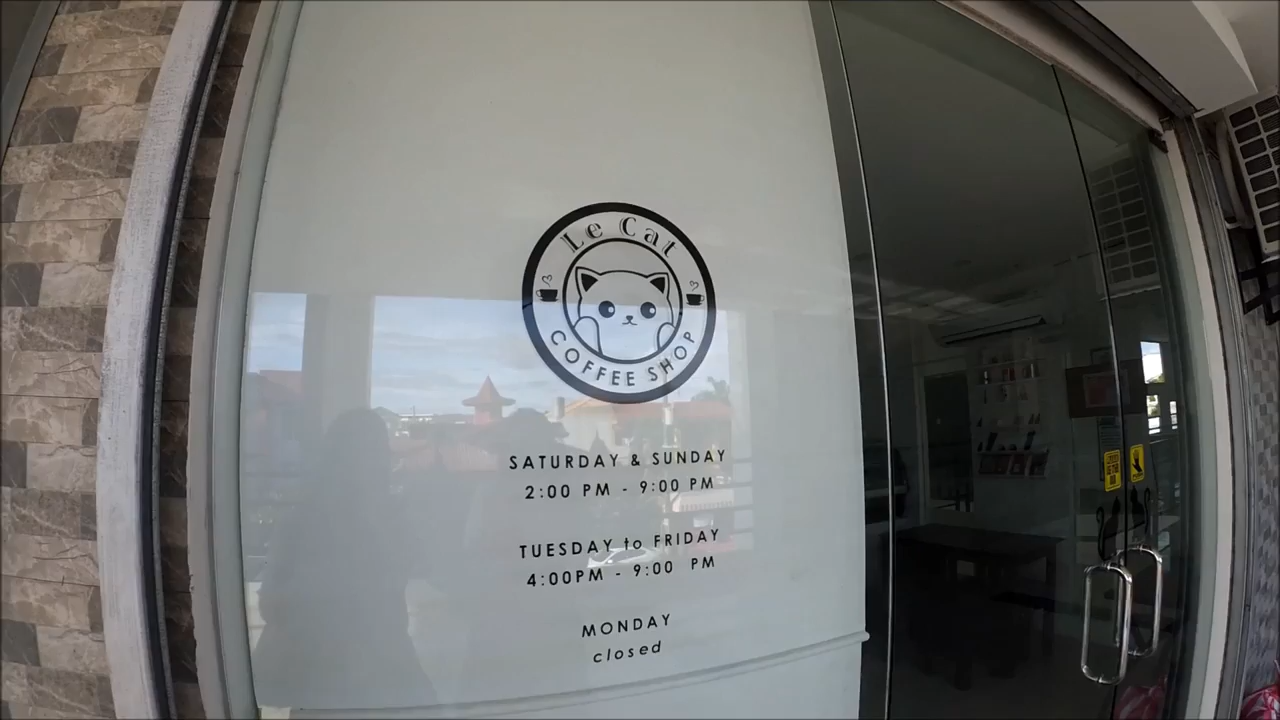 Le Cat
COFFEE SHOP
SATURDAY & SUNDAY
2:00 PM - 9:00 PM
TUESDAY to FRIDAY
4:00PM - 9:00 PM
MONDAY
closed